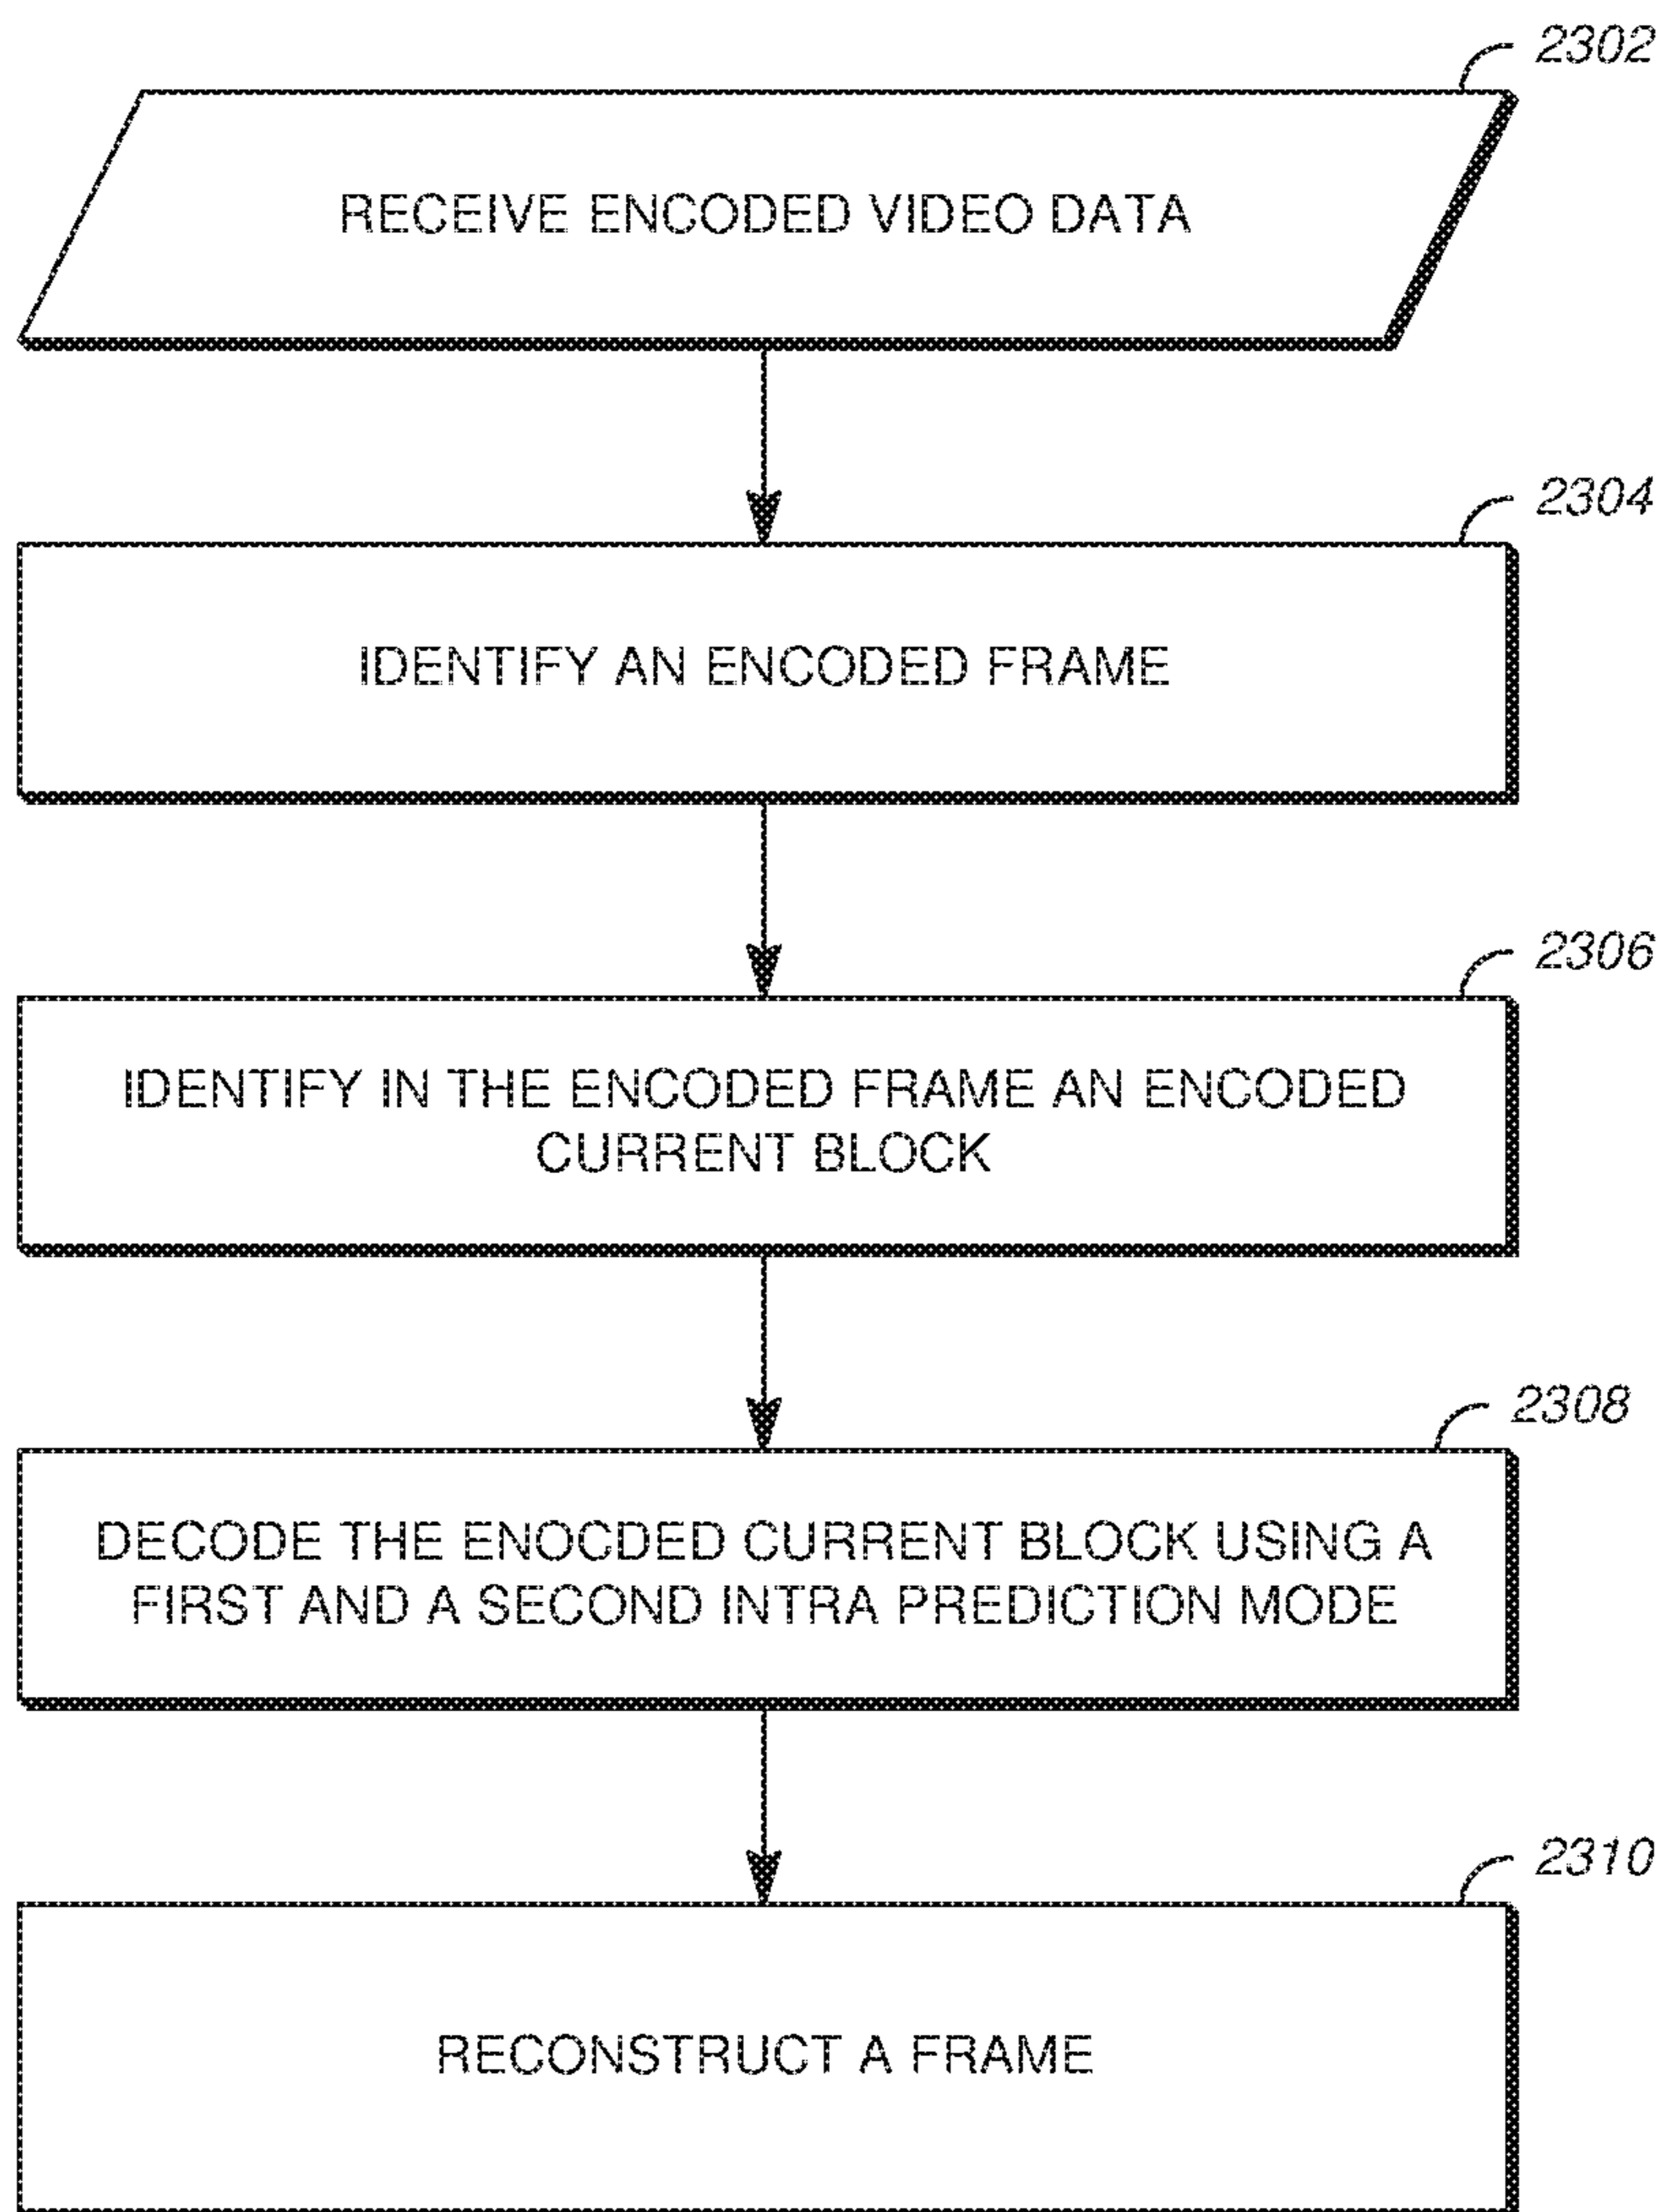 2302
RECEIVE ENCODED VIDEO DATA
2304
IDENTIFY AN ENCODED FRAME
2306
IDENTIFY IN THE ENCODED FRAME AN ENCODED
CURRENT BLOCK
2308
DECODE THE ENOCDED CURRENT BLOCK USING A
FIRST AND A SECOND INTRA PREDICTION MODE
2310
RECONSTRUCT A FRAME